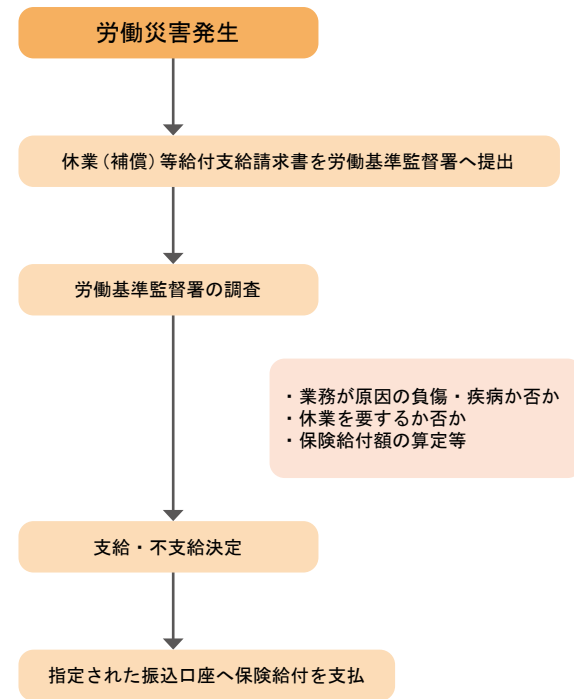 労働災害発生
休業（補償）等給付支給請求書を労働基準監督署へ提出
労働基準監督署の調査
・業務が原因の負傷・疾病か否か
・休業を要するか否か
・保険給付額の算定等
支給・不支給決定
指定された振込口座へ保険給付を支払